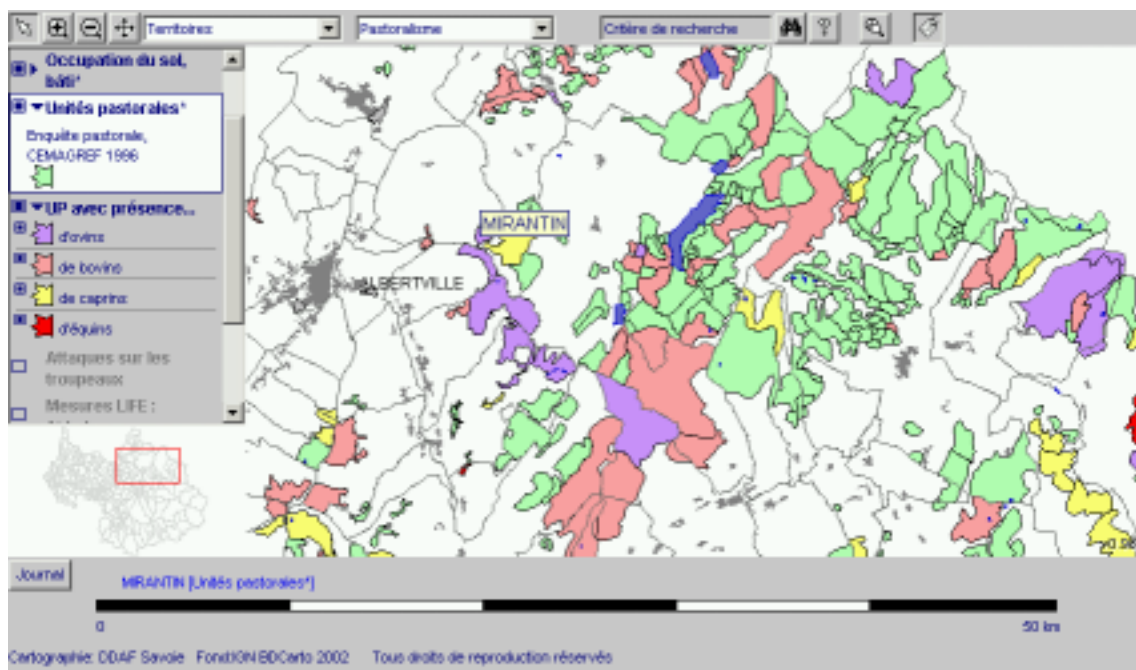 Territoires
Pastoralisme
Critère de recherche
?
Occupation du sol,
bâti*
Unités pastorales*
Enquête pastorale,
CEMAGREF 1996
UP avec présence...
d'ovins
de bovins
de caprins
d'équins
Attaques sur les
troupeaux
Mesures LIFE :
MIRANTIN
ALBERTVILLE
Journal
MIRANTIN [Unités pastorales*]
0
50 km
Cartographie: DDAF Savoie Fond:IGN BDCarto 2002 Tous droits de reproduction réservés